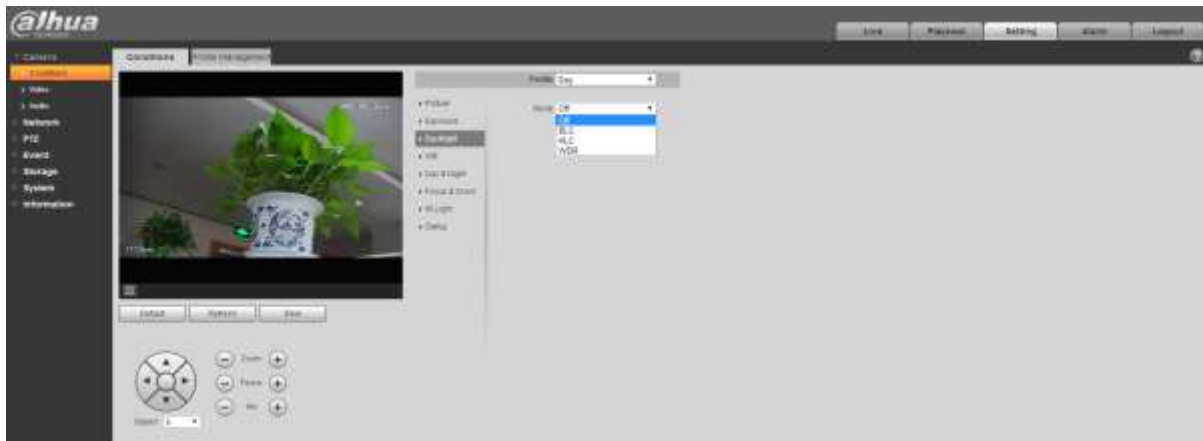 alhua
Live
Playback
Setting
Alarm
Logout
Camera
Conditions
Video
Audio
Network
PTZ
Event
Storage
System
Information
Conditions
Profile Management
Profile
Day
Picture
Exposure
Backlight
WB
Day & Night
Focus & Zoom
IR Light
Defog
Mode
Off
Off
BLC
HLC
WDR
Default
Refresh
Save
Zoom
Focus
Iris
Speed
5